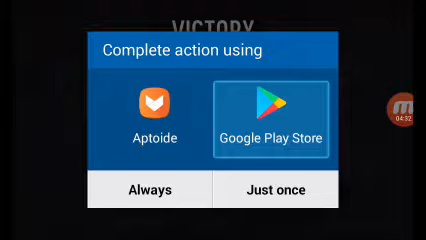 VICTORY
Complete action using
Aptoide
Google Play Store
Always
Just once
04:32